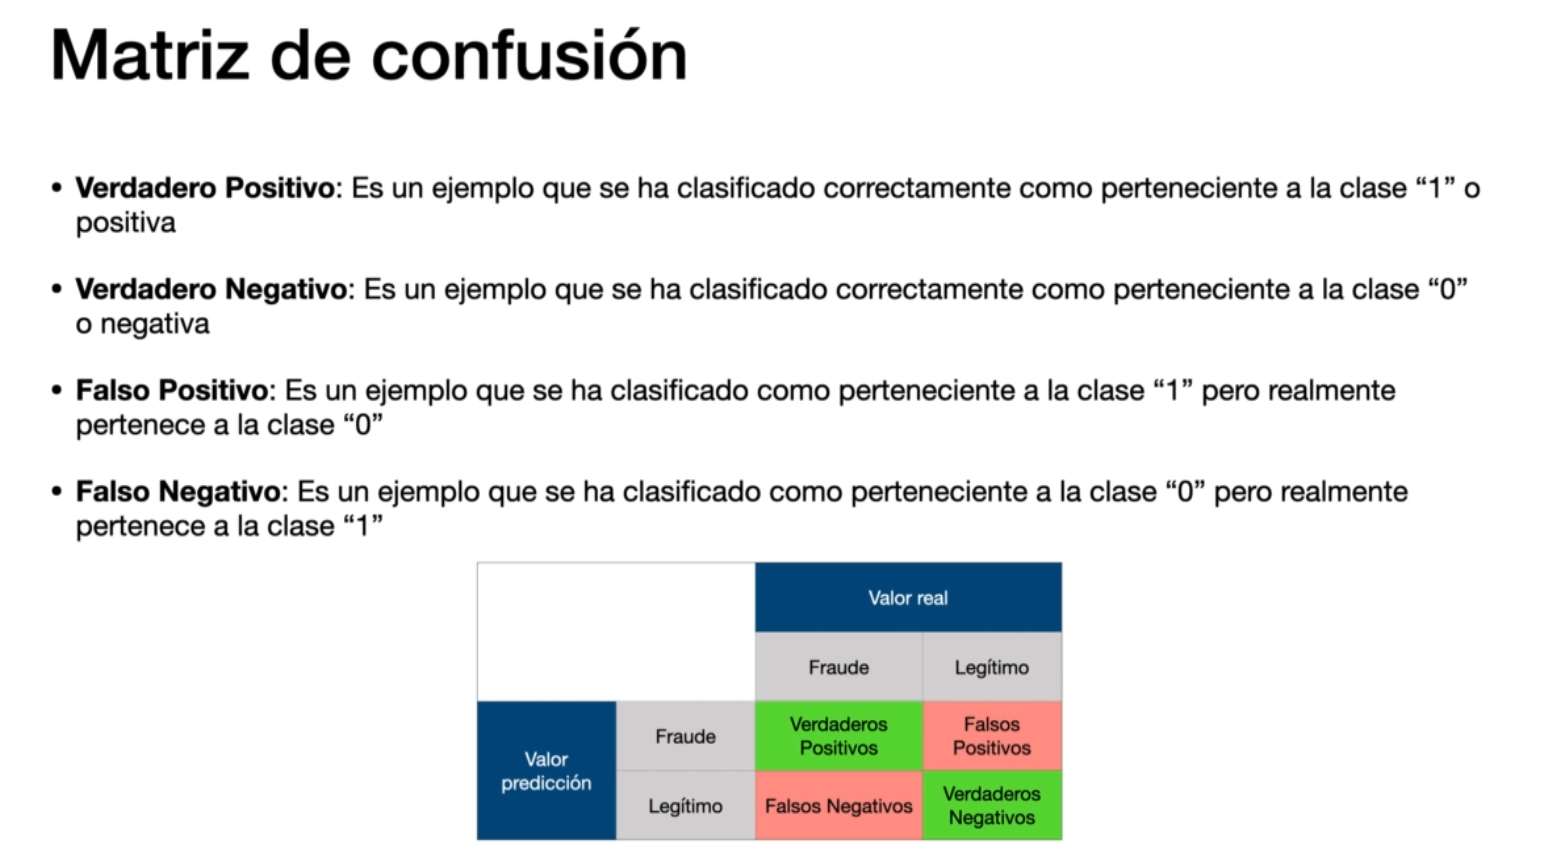 Matriz de confusión
• Verdadero Positivo: Es un ejemplo que se ha clasificado correctamente como perteneciente a la clase “1” o
positiva
• Verdadero Negativo: Es un ejemplo que se ha clasificado correctamente como perteneciente a la clase “0”
o negativa
• Falso Positivo: Es un ejemplo que se ha clasificado como perteneciente a la clase “1” pero realmente
pertenece a la clase “0”
• Falso Negativo: Es un ejemplo que se ha clasificado como perteneciente a la clase “0” pero realmente
pertenece a la clase “1”
Valor real
Fraude
Legítimo
Valor
predicción
Fraude
Verdaderos
Positivos
Falsos
Positivos
Legítimo
Falsos Negativos
Verdaderos
Negativos